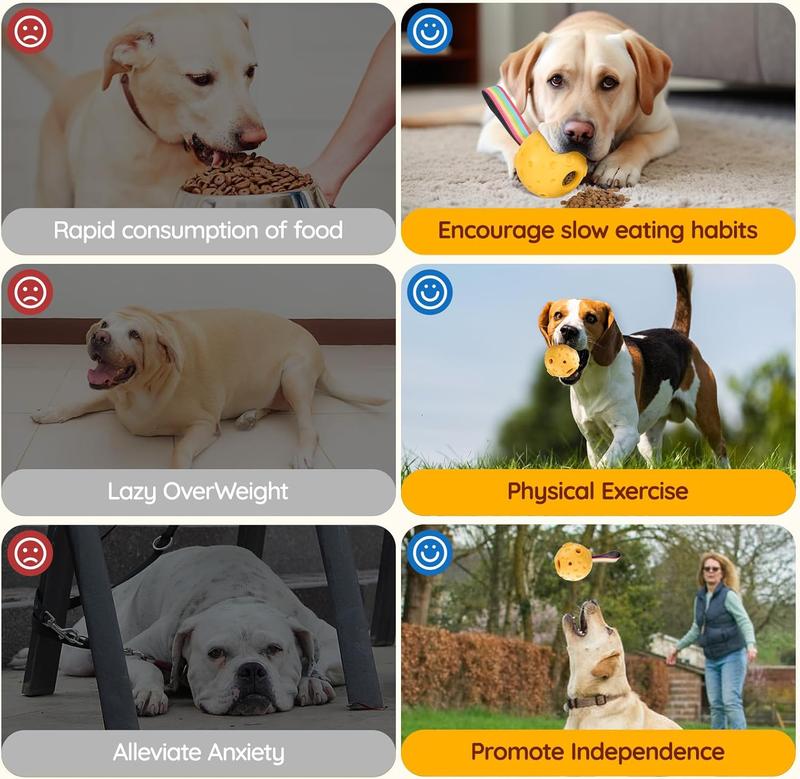 Rapid consumption of food
Encourage slow eating habits
Lazy OverWeight
Physical Exercise
Alleviate Anxiety
Promote Independence